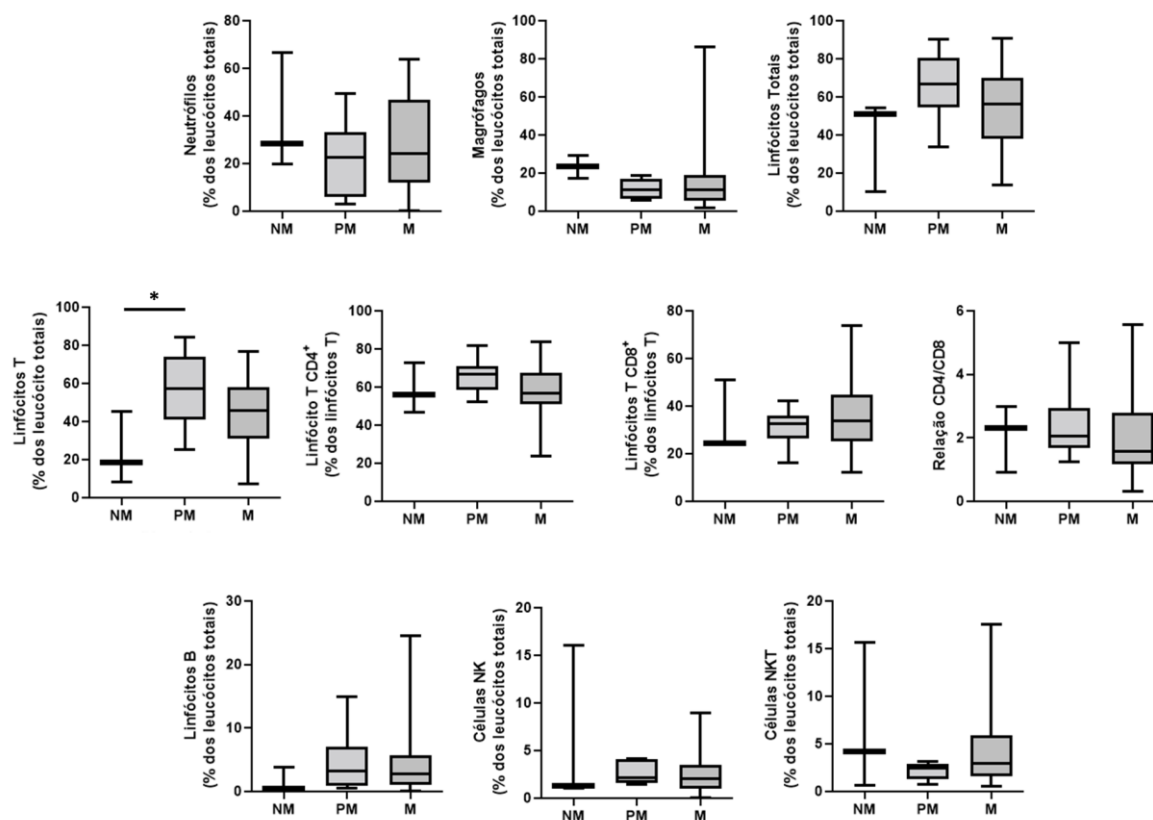 Neutrófilos
(% dos leucócitos totais)
80
60
40
20
0
NM PM M
Magrófagos
(% dos leucócitos totais)
100
80
60
40
20
0
NM PM M
Linfócitos Totais
(% dos leucócitos totais)
100
80
60
40
20
0
NM PM M
Linfócitos T
(% dos leucócito totais)
100
80
60
40
20
0
*
NM PM M
Linfócito T CD4+
(% dos linfócitos T)
100
80
60
40
20
0
NM PM M
Linfócitos T CD8+
(% dos linfócitos T)
80
60
40
20
0
NM PM M
Relação CD4/CD8
6
4
2
0
NM PM M
Linfócitos B
(% dos leucócitos totais)
30
20
10
0
NM PM M
Células NK
(% dos leucócitos totais)
20
15
10
5
0
NM PM M
Células NKT
(% dos leucócitos totais)
20
15
10
5
0
NM PM M